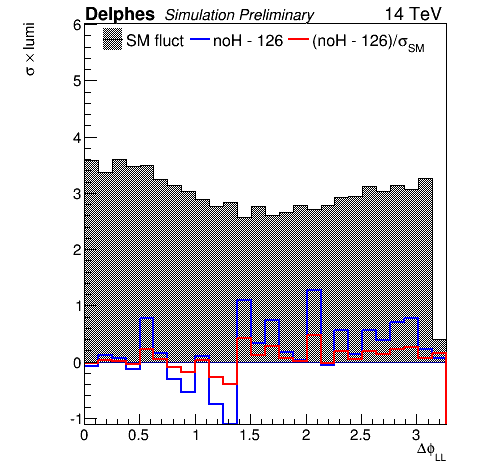 Delphes Simulation Preliminary 14 TeV
σ × lumi
SM fluct noH - 126 (noH - 126)/σSM
6
5
4
3
2
1
0
-1
0 0.5 1 1.5 2 2.5 3
ΔϕLL